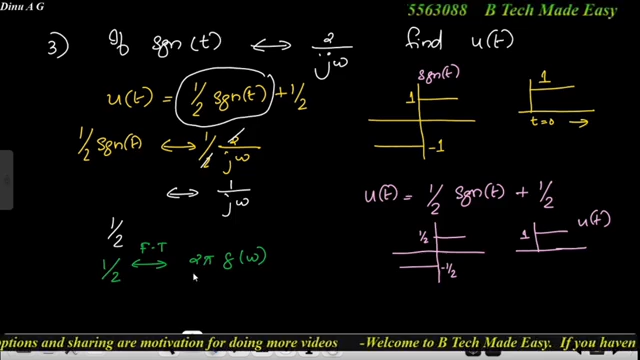 Dinu A G
5563088 B Tech Made Easy
3) If sgn(t) ⟷ 2/jω find u(t)
u(t) = 1/2 sgn(t) + 1/2
1/2 sgn(t) ⟷ 1/2 2/jω
⟷ 1/jω
1/2
1/2 F.T ⟷ 2π δ(ω)
sgn(t)
1
-1
1
t=0 →
u(t) = 1/2 sgn(t) + 1/2
1/2
-1/2
1
u(t)
options and sharing are motivation for doing more videos -Welcome to B Tech Made Easy. If you haven